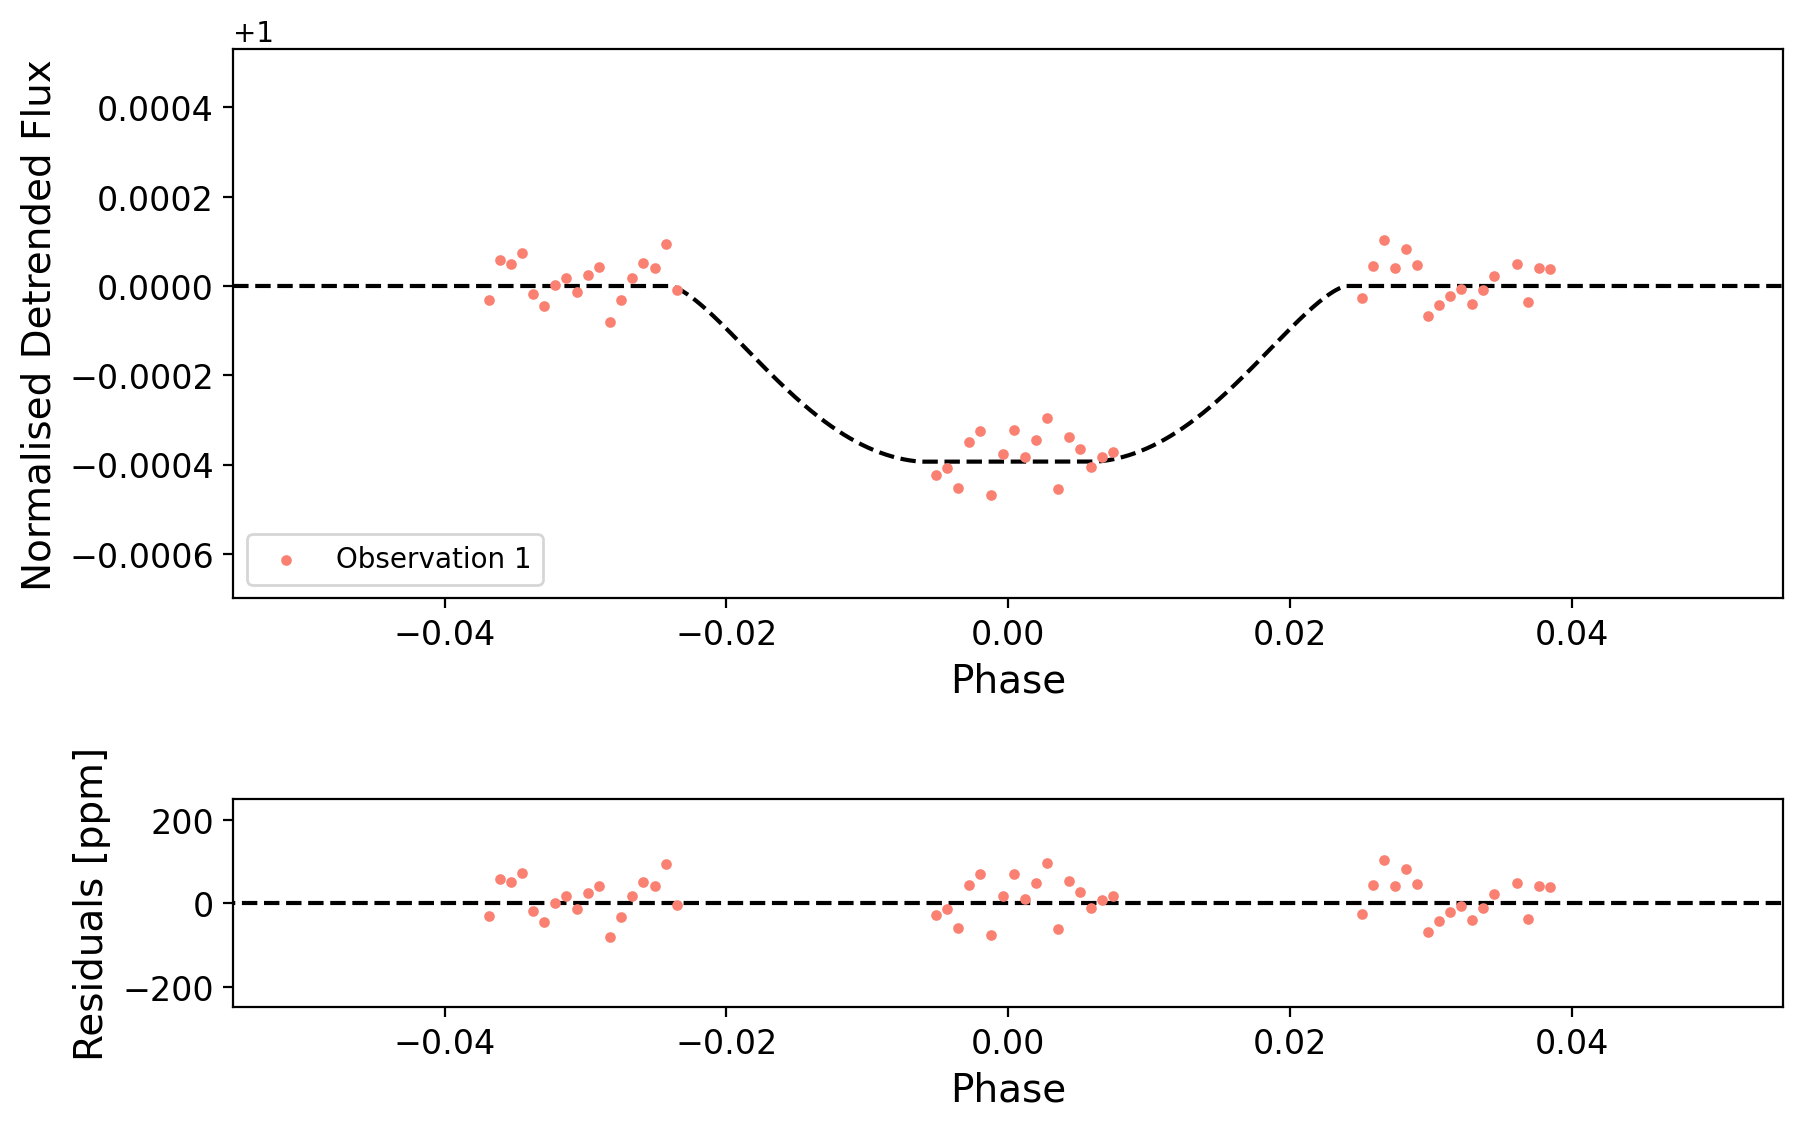 +1
Normalised Detrended Flux
0.0004
0.0002
0.0000
−0.0002
−0.0004
−0.0006
Observation 1
−0.04 −0.02 0.00 0.02 0.04
Phase
Residuals [ppm]
200
0
−200
−0.04 −0.02 0.00 0.02 0.04
Phase